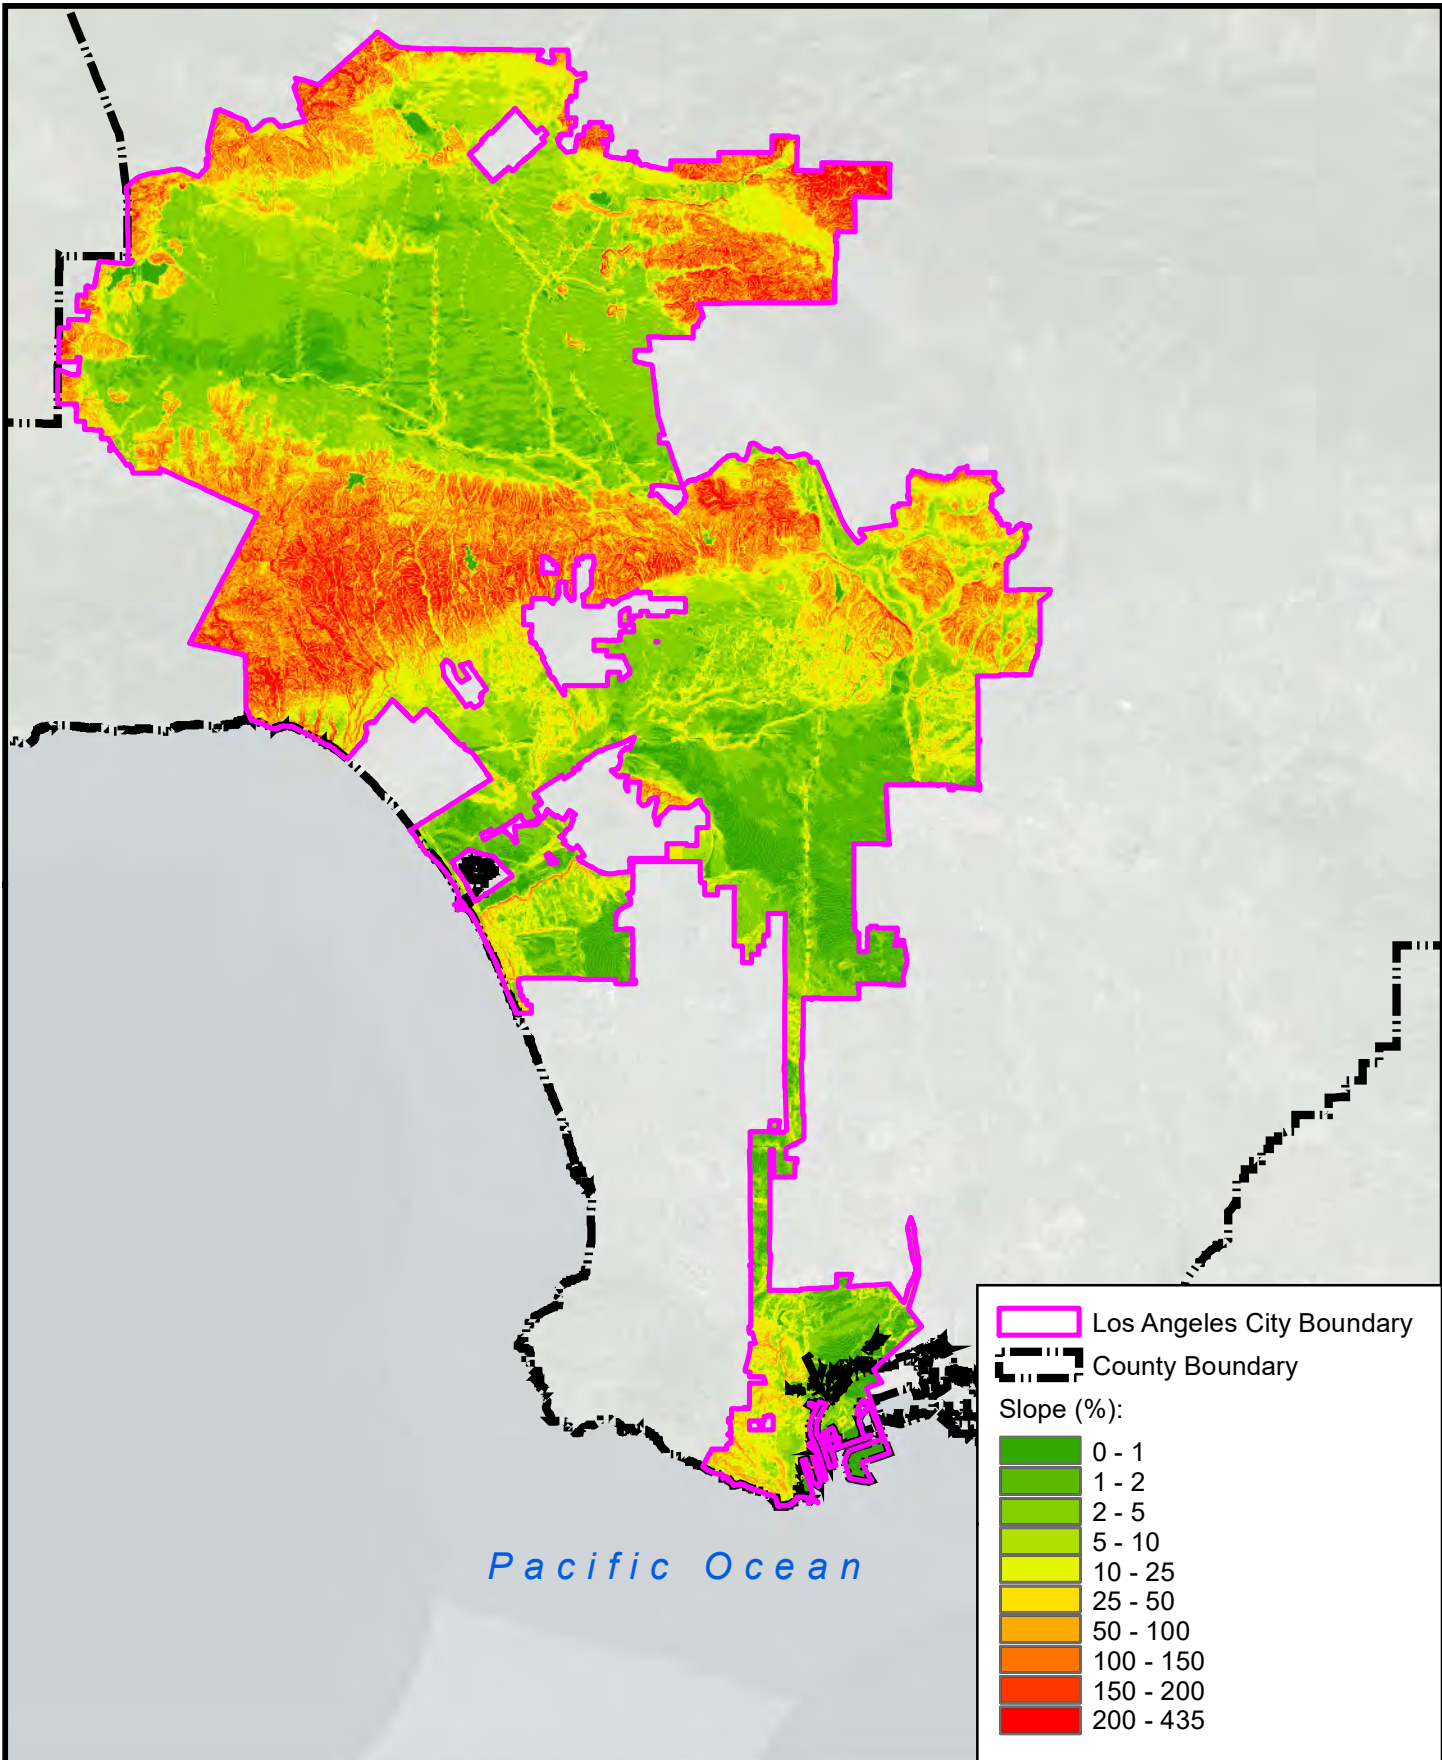 Los Angeles City Boundary
County Boundary
Slope (%):
0 - 1
1 - 2
2 - 5
5 - 10
10 - 25
25 - 50
50 - 100
100 - 150
150 - 200
200 - 435
Pacific Ocean